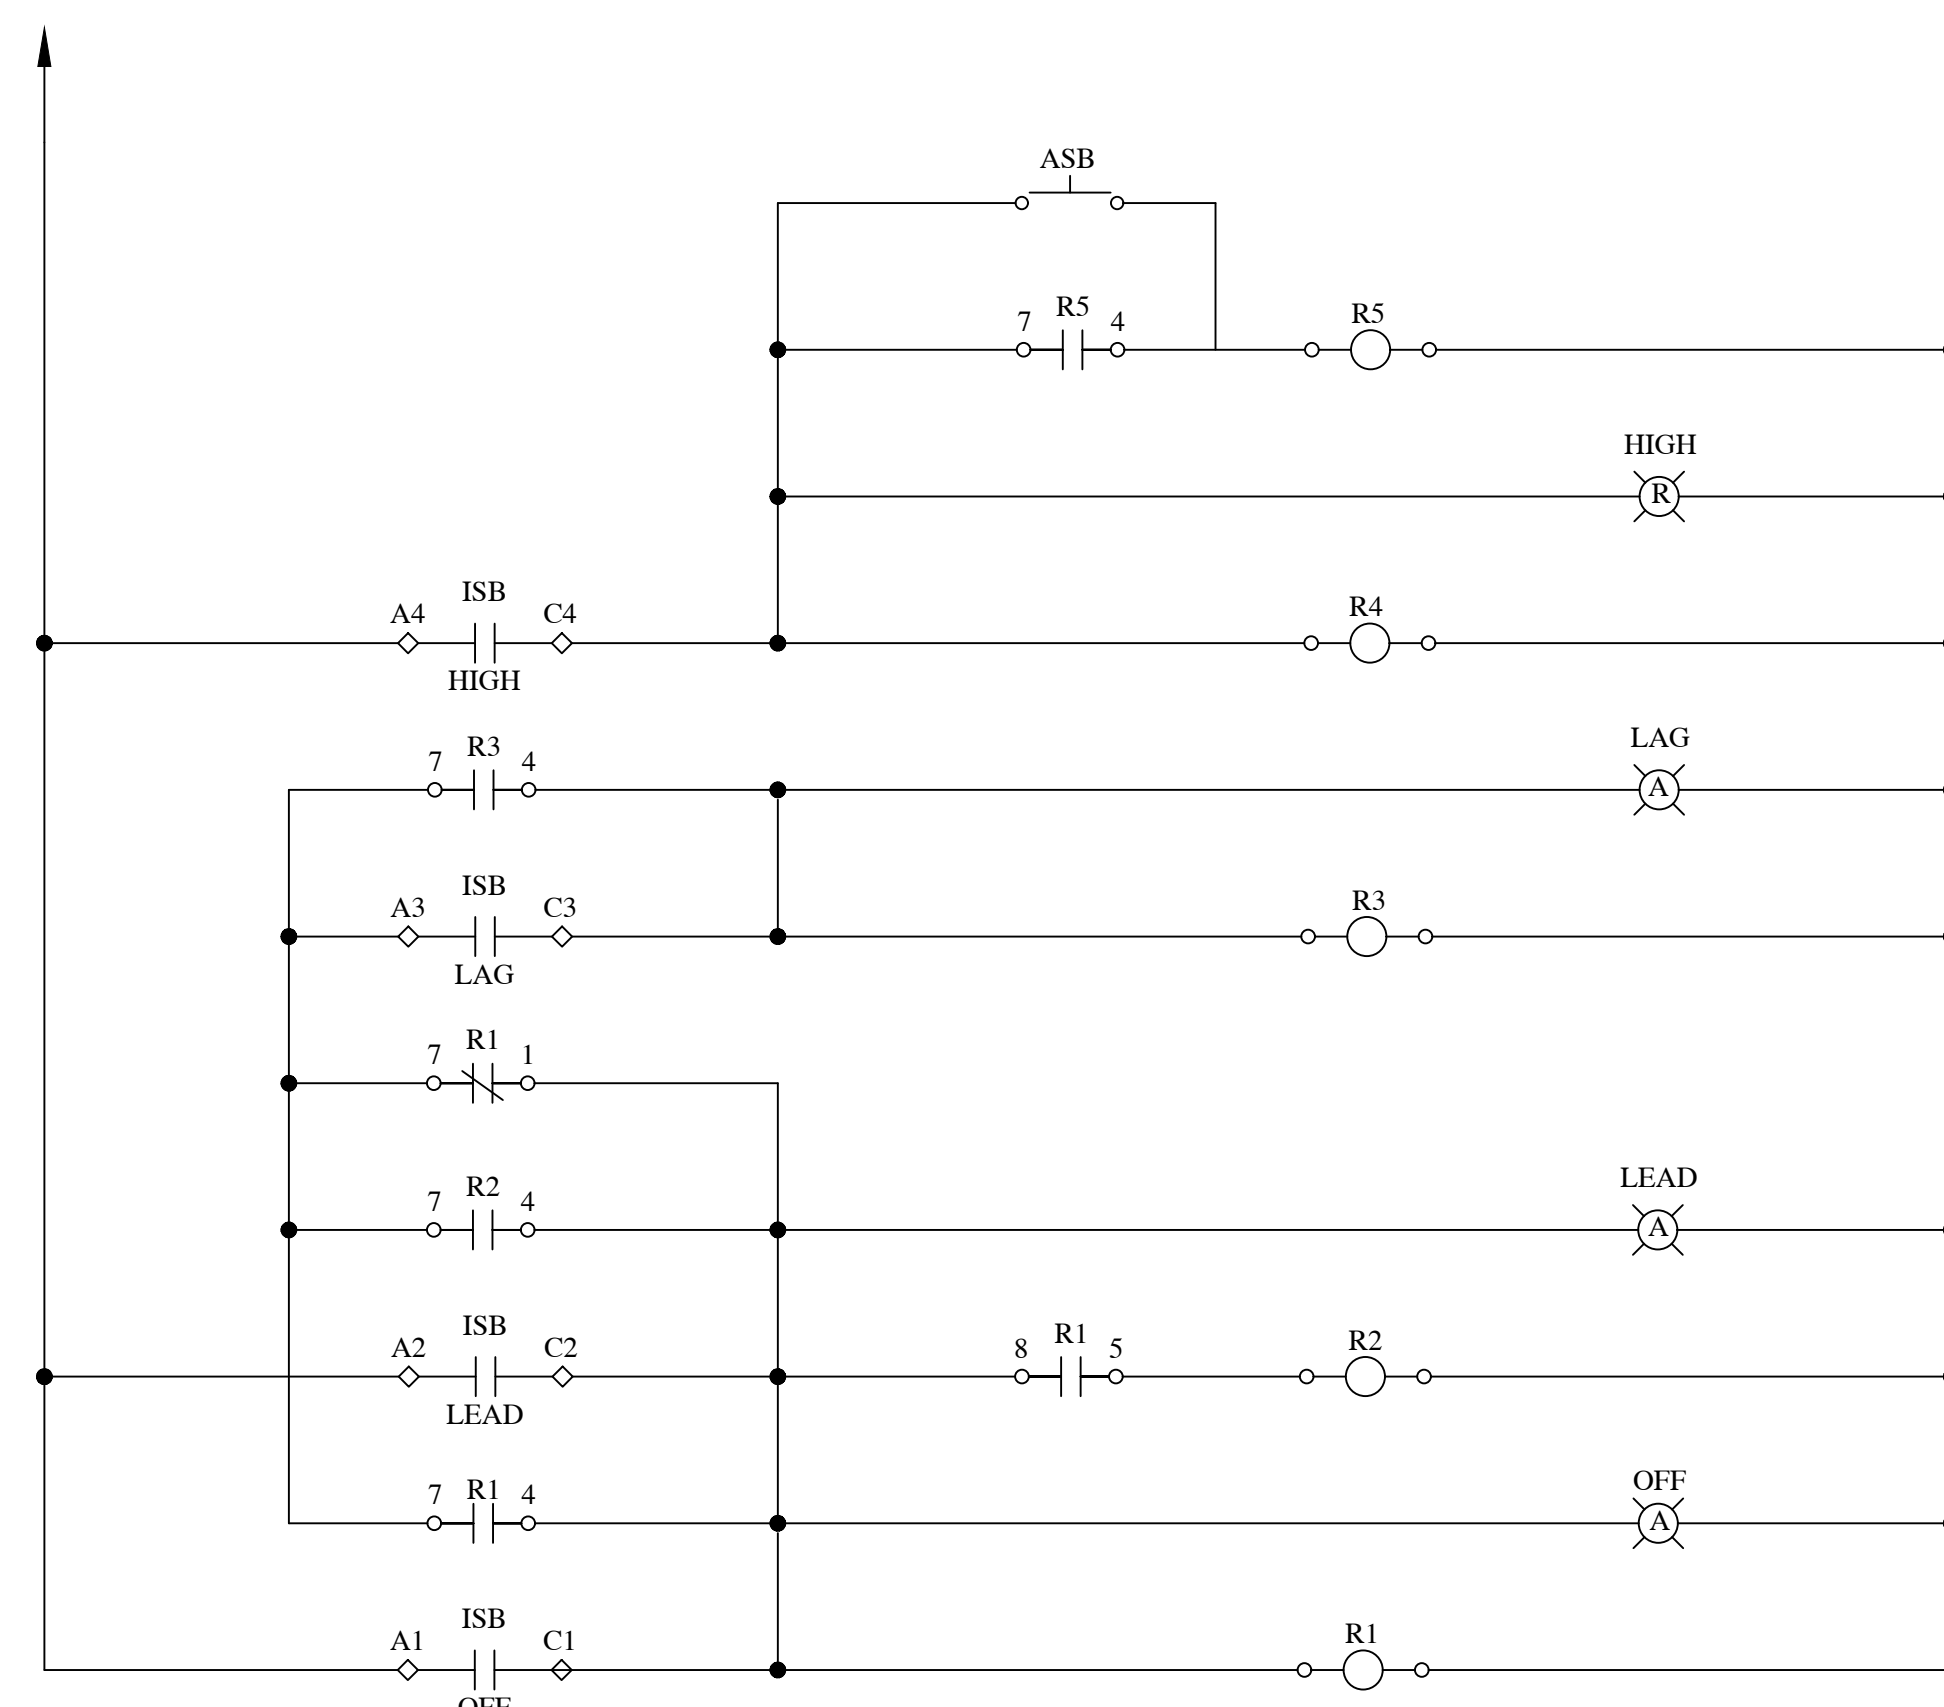 ASB
7 R5 4 R5
HIGH
R
A4 ISB C4 R4
HIGH
7 R3 4 LAG
A
A3 ISB C3 R3
LAG
7 R1 1
7 R2 4 LEAD
A
A2 ISB C2 8 R1 5 R2
LEAD
7 R1 4 OFF
A
A1 ISB C1 R1
OFF